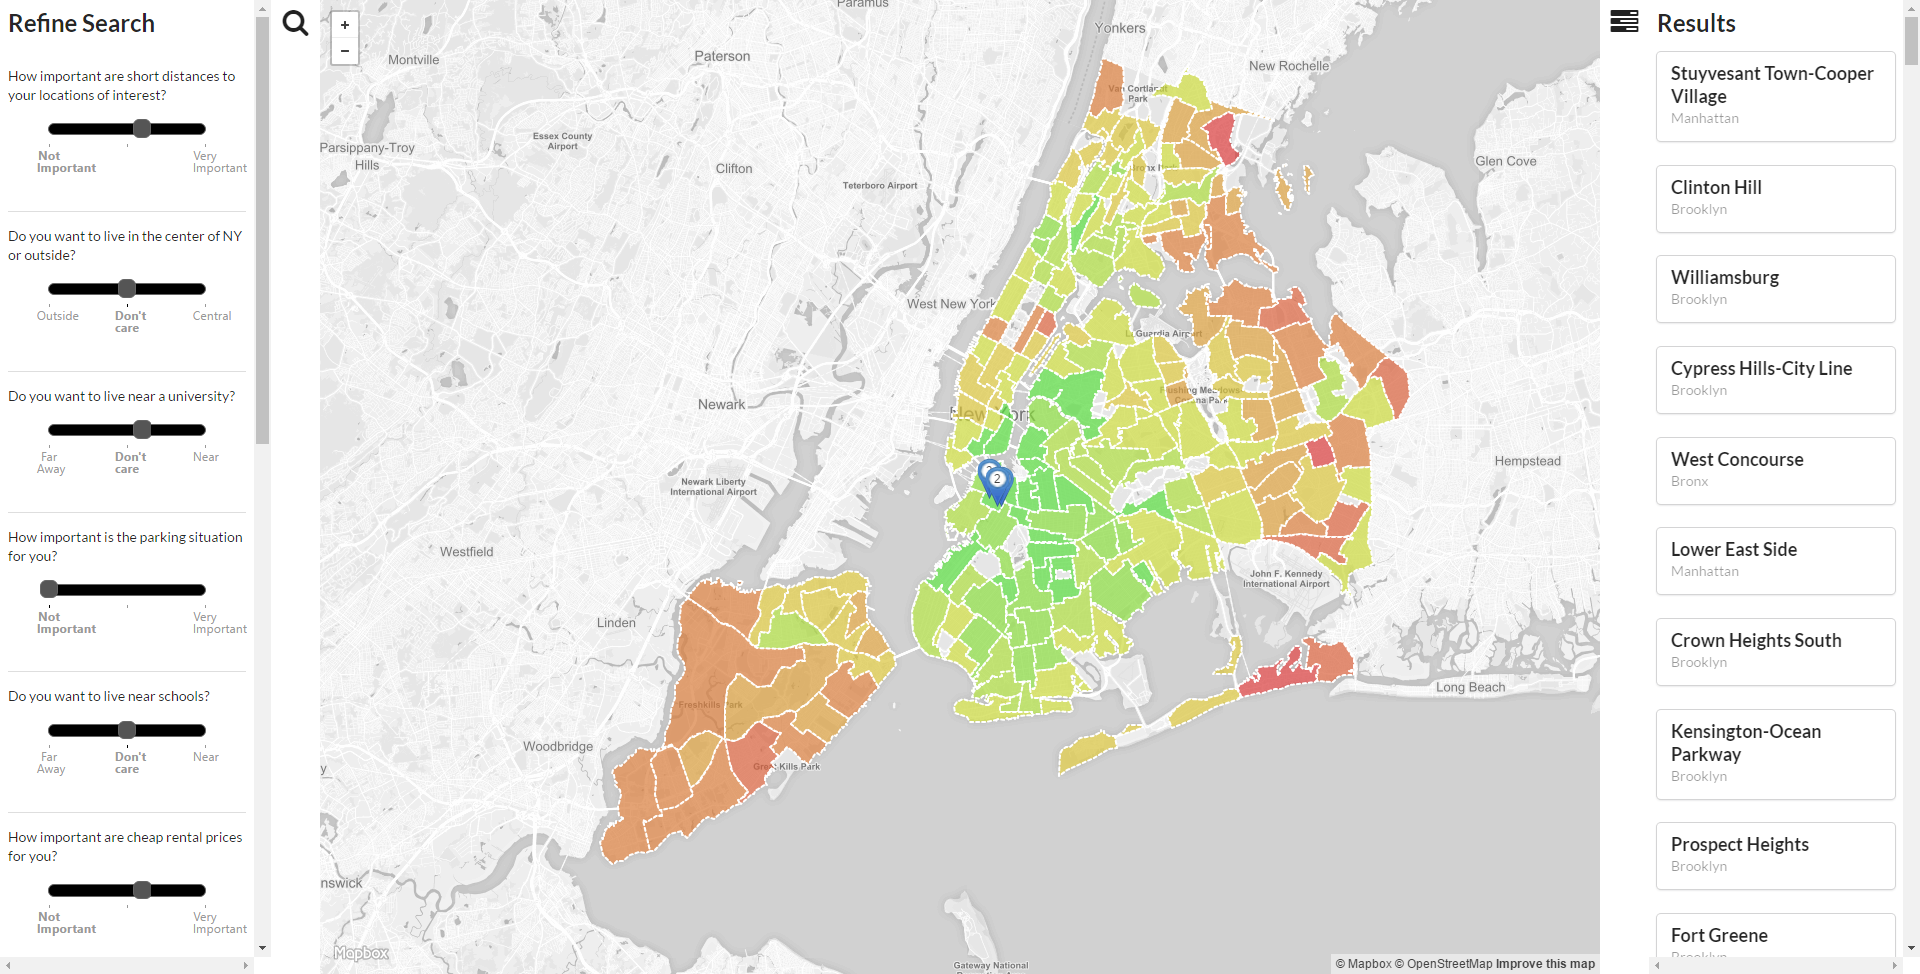 Refine Search
How important are short distances to
your locations of interest?
Not
Important
Very
Important
Do you want to live in the center of NY
or outside?
Outside
Don't
care
Central
Do you want to live near a university?
Far
Away
Don't
care
Near
How important is the parking situation
for you?
Not
Important
Very
Important
Do you want to live near schools?
Far
Away
Don't
care
Near
How important are cheap rental prices
for you?
Not
Important
Very
Important
+
−
Paramus
Yonkers
Montville
Paterson
New Rochelle
Van Cortlandt
Park
Essex County
Airport
Parsippany-Troy
Hills
Clifton
Glen Cove
Teterboro Airport
West New York
LaGuardia Airport
Newark
Flushing Meadows
Corona Park
New York
Hempstead
Newark Liberty
International Airport
2
Westfield
John F. Kennedy
International Airport
Linden
Long Beach
Freshkills Park
Woodbridge
Great Kills Park
nswick
Mapbox
Gateway National
© Mapbox © OpenStreetMap Improve this map
Results
Stuyvesant Town-Cooper
Village
Manhattan
Clinton Hill
Brooklyn
Williamsburg
Brooklyn
Cypress Hills-City Line
Brooklyn
West Concourse
Bronx
Lower East Side
Manhattan
Crown Heights South
Brooklyn
Kensington-Ocean
Parkway
Brooklyn
Prospect Heights
Brooklyn
Fort Greene
Brooklyn